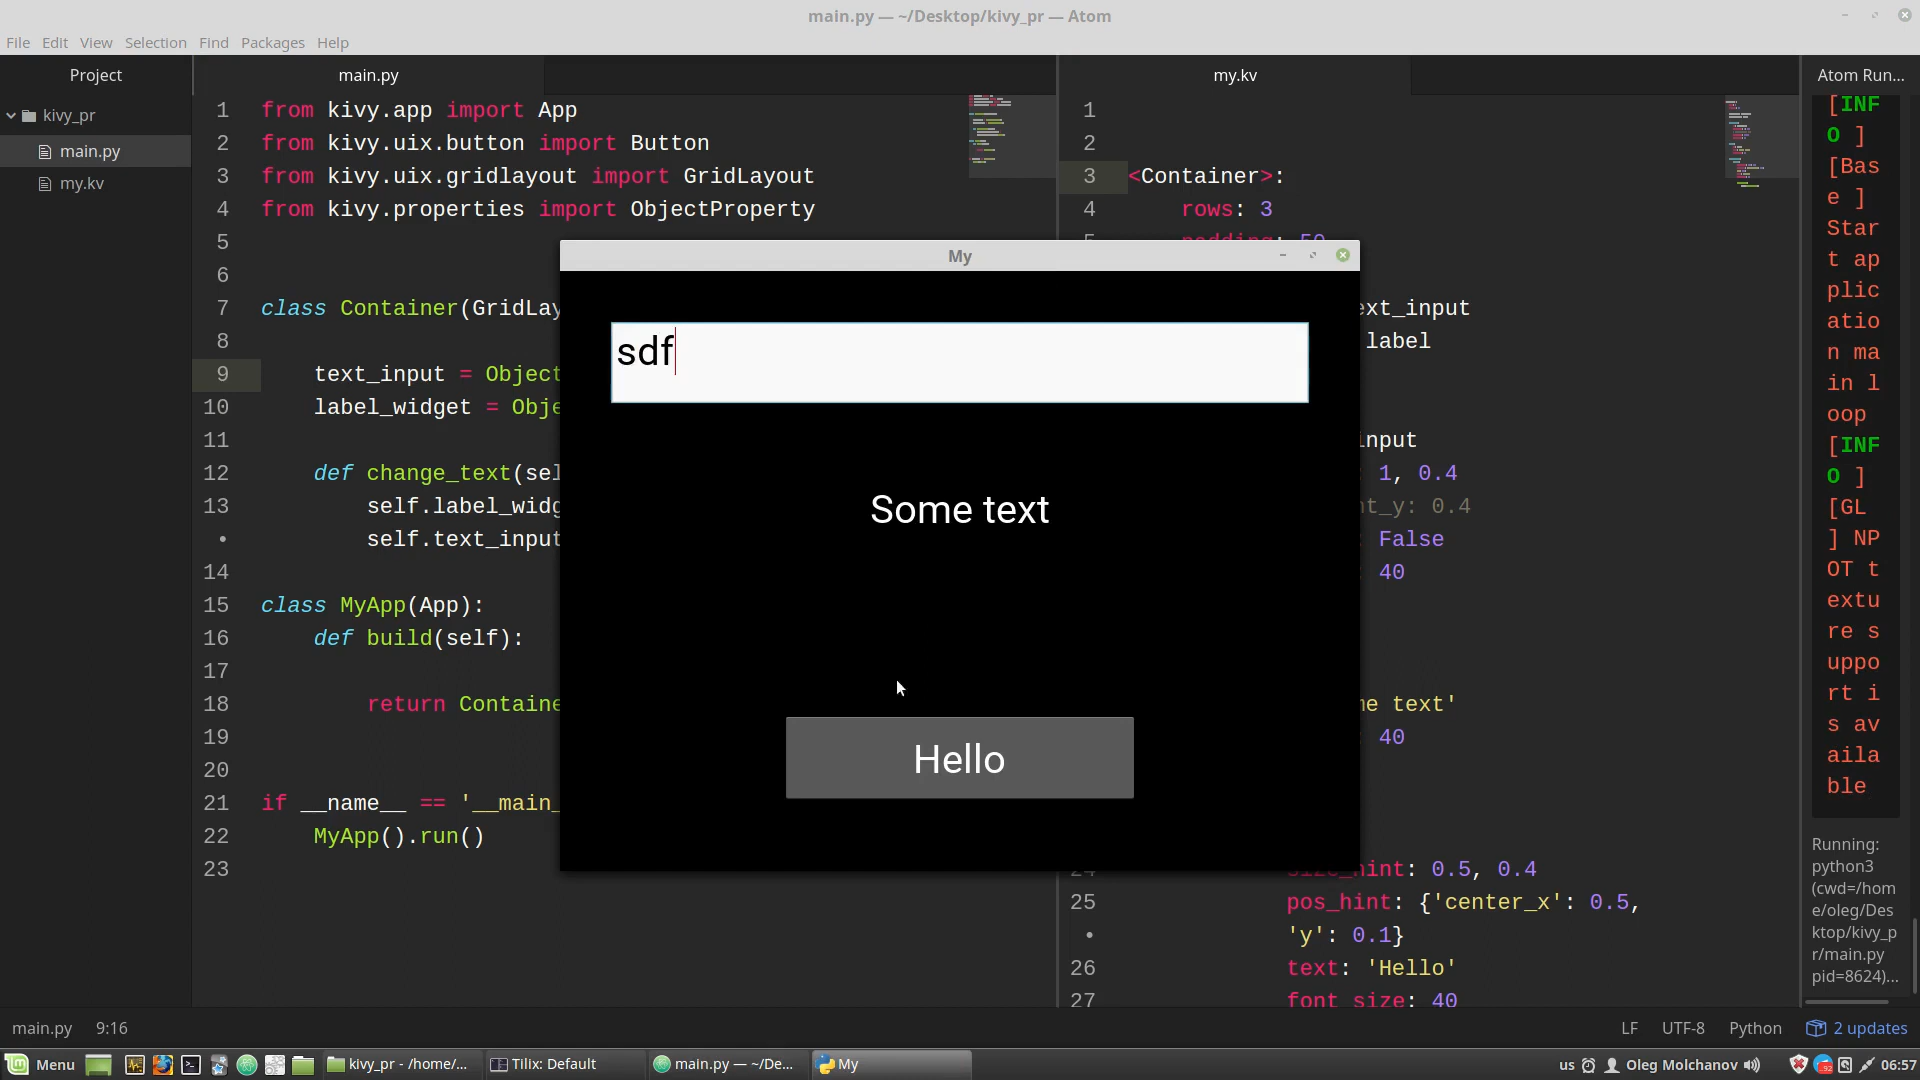 main.py — ~/Desktop/kivy_pr — Atom
File Edit View Selection Find Packages Help
Project
kivy_pr
main.py
my.kv
main.py
1 from kivy.app import App
2 from kivy.uix.button import Button
3 from kivy.uix.gridlayout import GridLayout
4 from kivy.properties import ObjectProperty
5
6
7 class Container(GridLay
8
9 text_input = Object
10 label_widget = Obje
11
12 def change_text(sel
13 self.label_widg
• self.text_input
14
15 class MyApp(App):
16 def build(self):
17
18 return Containe
19
20
21 if __name__ == '__main_
22 MyApp().run()
23
my.kv
1
2
3 <Container>:
4 rows: 3
5 padding: 50
ext_input
label
input
: 1, 0.4
nt_y: 0.4
: False
: 40
me text'
: 40
24 size_hint: 0.5, 0.4
25 pos_hint: {'center_x': 0.5,
• 'y': 0.1}
26 text: 'Hello'
27 font_size: 40
My
sdf
Some text
Hello
Atom Run...
[INF
O ]
[Bas
e ]
Star
t ap
plic
atio
n ma
in l
oop
[INF
O ]
[GL
] NP
OT t
extu
re s
uppo
rt i
s av
aila
ble
Running:
python3
(cwd=/hom
e/oleg/Des
ktop/kivy_p
r/main.py
pid=8624)...
main.py 9:16
LF UTF-8 Python 2 updates
Menu
kivy_pr - /home/...
Tilix: Default
main.py — ~/De...
My
us
Oleg Molchanov
92
06:57